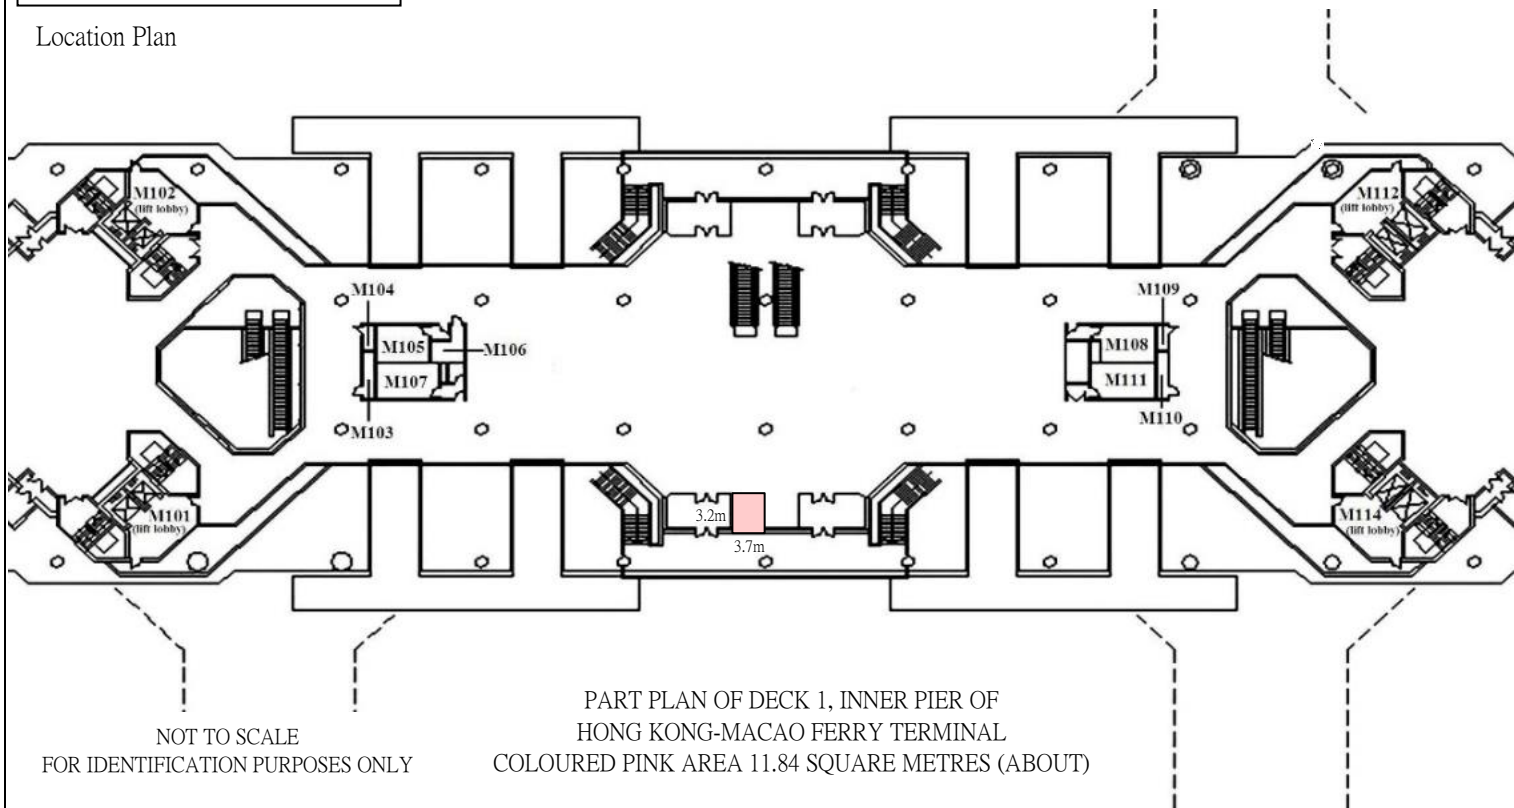 Location Plan
M102
(lift lobby)
M112
(lift lobby)
M104
M109
M105
M106
M108
M107
M111
M103
M110
M101
(lift lobby)
3.2m
3.7m
M114
(lift lobby)
NOT TO SCALE
FOR IDENTIFICATION PURPOSES ONLY
PART PLAN OF DECK 1, INNER PIER OF
HONG KONG-MACAO FERRY TERMINAL
COLOURED PINK AREA 11.84 SQUARE METRES (ABOUT)